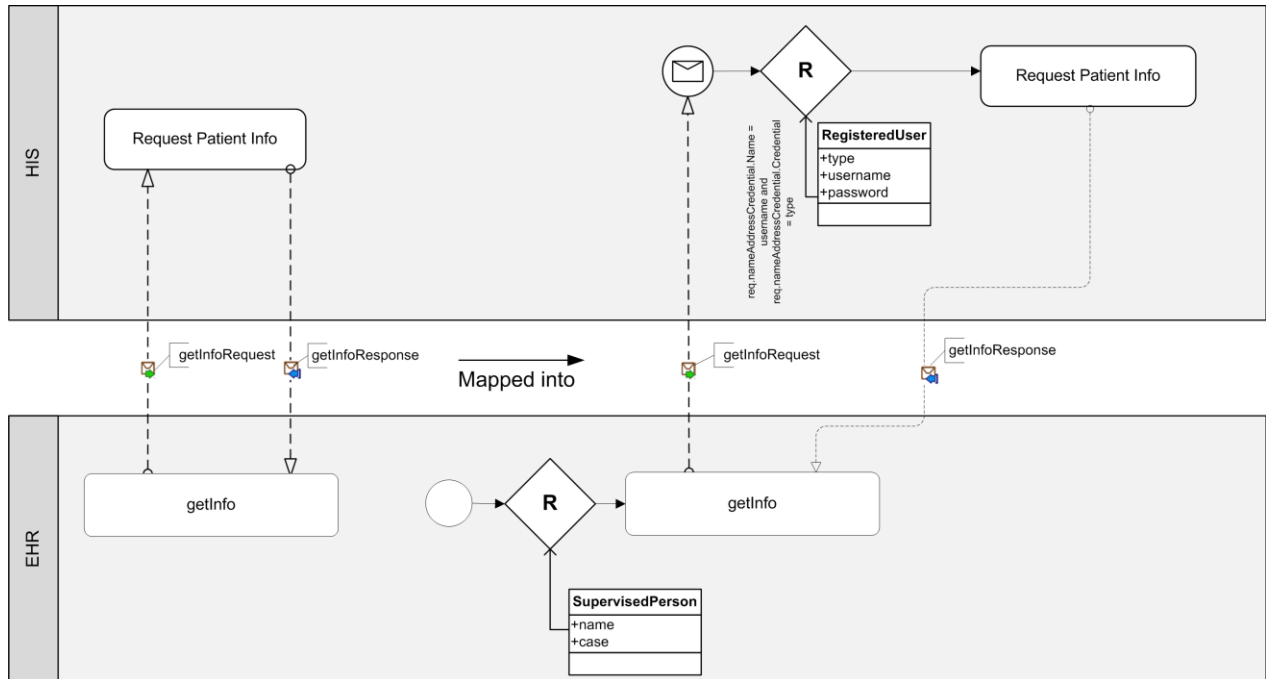 HIS
Request Patient Info
R
Request Patient Info
RegisteredUser
+type
+username
+password
req.nameAddressCredential.Name =
username and
req.nameAddressCredential.Credential
= type
getInfoRequest
getInfoResponse
Mapped into
getInfoRequest
getInfoResponse
EHR
getInfo
R
getInfo
SupervisedPerson
+name
+case